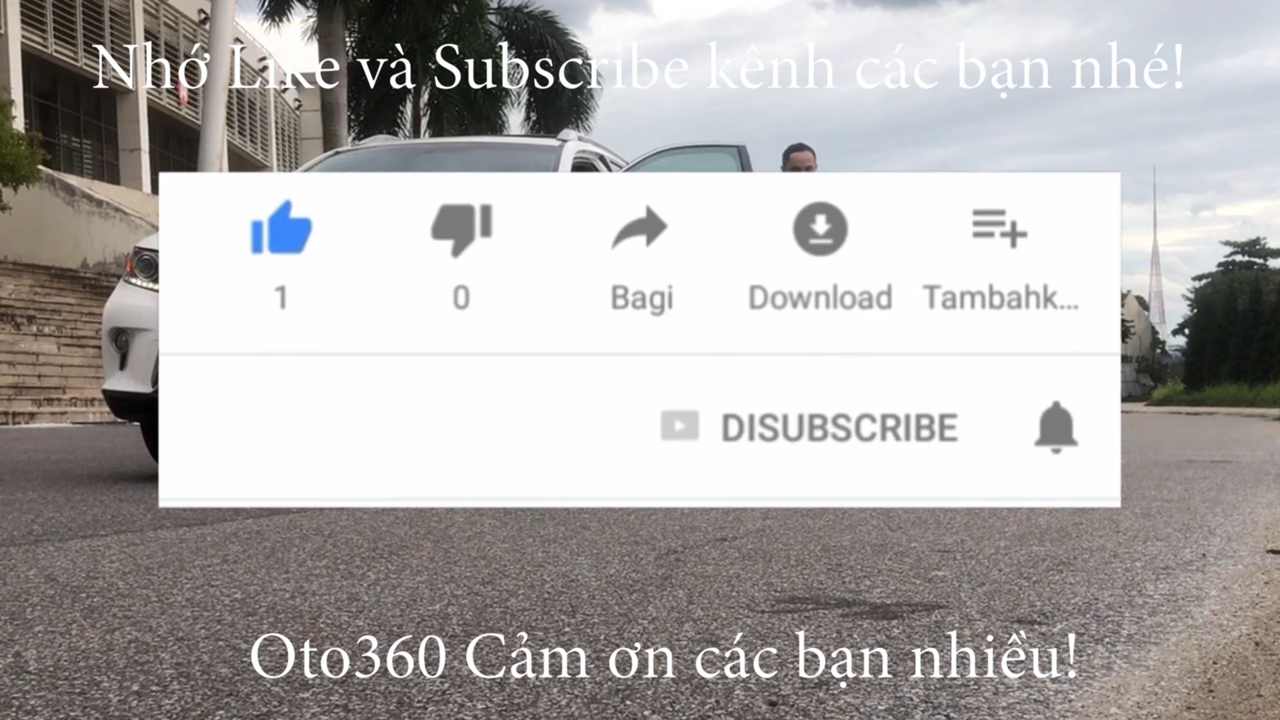 Nhớ Like và Subscribe kênh các bạn nhé!
1
0
Bagi
Download
Tambahk...
DISUBSCRIBE
Oto360 Cảm ơn các bạn nhiều!